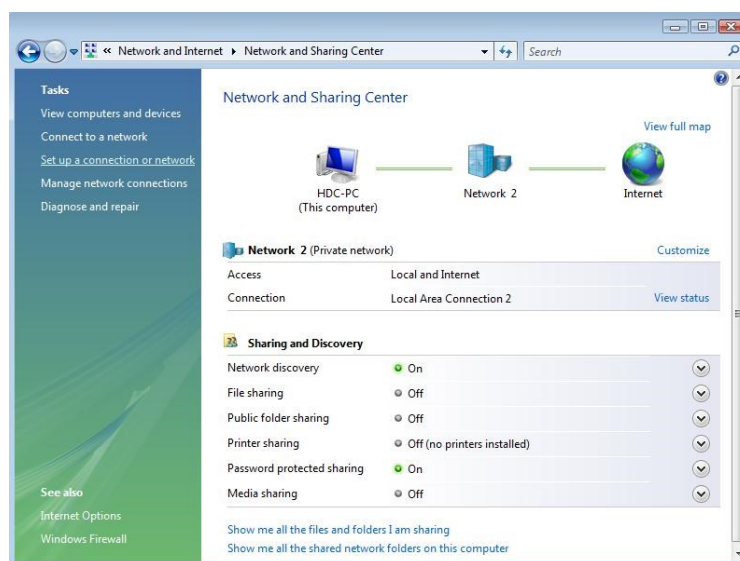 « Network and Internet ▸ Network and Sharing Center
Search
Tasks
View computers and devices
Connect to a network
Set up a connection or network
Manage network connections
Diagnose and repair
See also
Internet Options
Windows Firewall
Network and Sharing Center
View full map
HDC-PC
(This computer)
Network 2
Internet
Network 2 (Private network) Customize
Access Local and Internet
Connection Local Area Connection 2 View status
Sharing and Discovery
Network discovery On
File sharing Off
Public folder sharing Off
Printer sharing Off (no printers installed)
Password protected sharing On
Media sharing Off
Show me all the files and folders I am sharing
Show me all the shared network folders on this computer